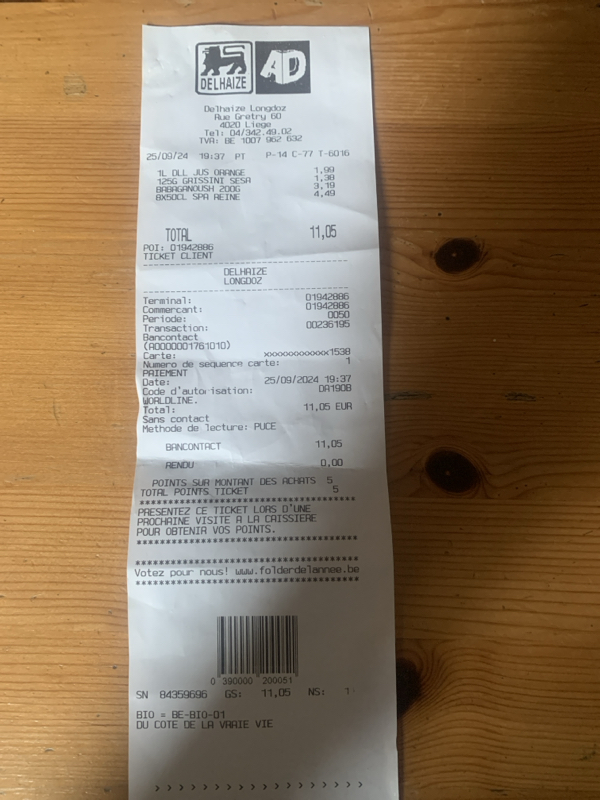 DELHAIZE AD
Delhaize Longdoz
Rue Gretry 60
4020 Liege
Tel: 04/342.49.02
TVA: BE 1007 962 632
25/09/24 19:37 PT P-14 C-77 T-6016
1L DLL JUS ORANGE 1,99
125G GRISSINI SESA 1,38
BABAGANOUSH 200G 3,19
8X50CL SPA REINE 4,49
TOTAL 11,05
POI: 01942886
TICKET CLIENT
DELHAIZE
LONGDOZ
Terminal: 01942886
Commercant: 01942886
Periode: 0050
Transaction: 00236195
Bancontact
(A0000001761010)
Carte: xxxxxxxxxxxxx1538
Numero de sequence carte: 1
PAIEMENT
Date: 25/09/2024 19:37
Code d'autorisation: DA190B
WORLDLINE.
Total: 11,05 EUR
Sans contact
Methode de lecture: PUCE
BANCONTACT 11,05
RENDU 0,00
POINTS SUR MONTANT DES ACHATS 5
TOTAL POINTS TICKET 5
****************************************
PRESENTEZ CE TICKET LORS D'UNE
PROCHAINE VISITE A LA CAISSIERE
POUR OBTENIR VOS POINTS.
****************************************
****************************************
Votez pour nous! www.folderdelannee.be
****************************************
0 390000 200051
SN 84359696 GS: 11,05 NS: 1
BIO = BE-BIO-01
DU COTE DE LA VRAIE VIE
> > > > > > > > > > > > > > >